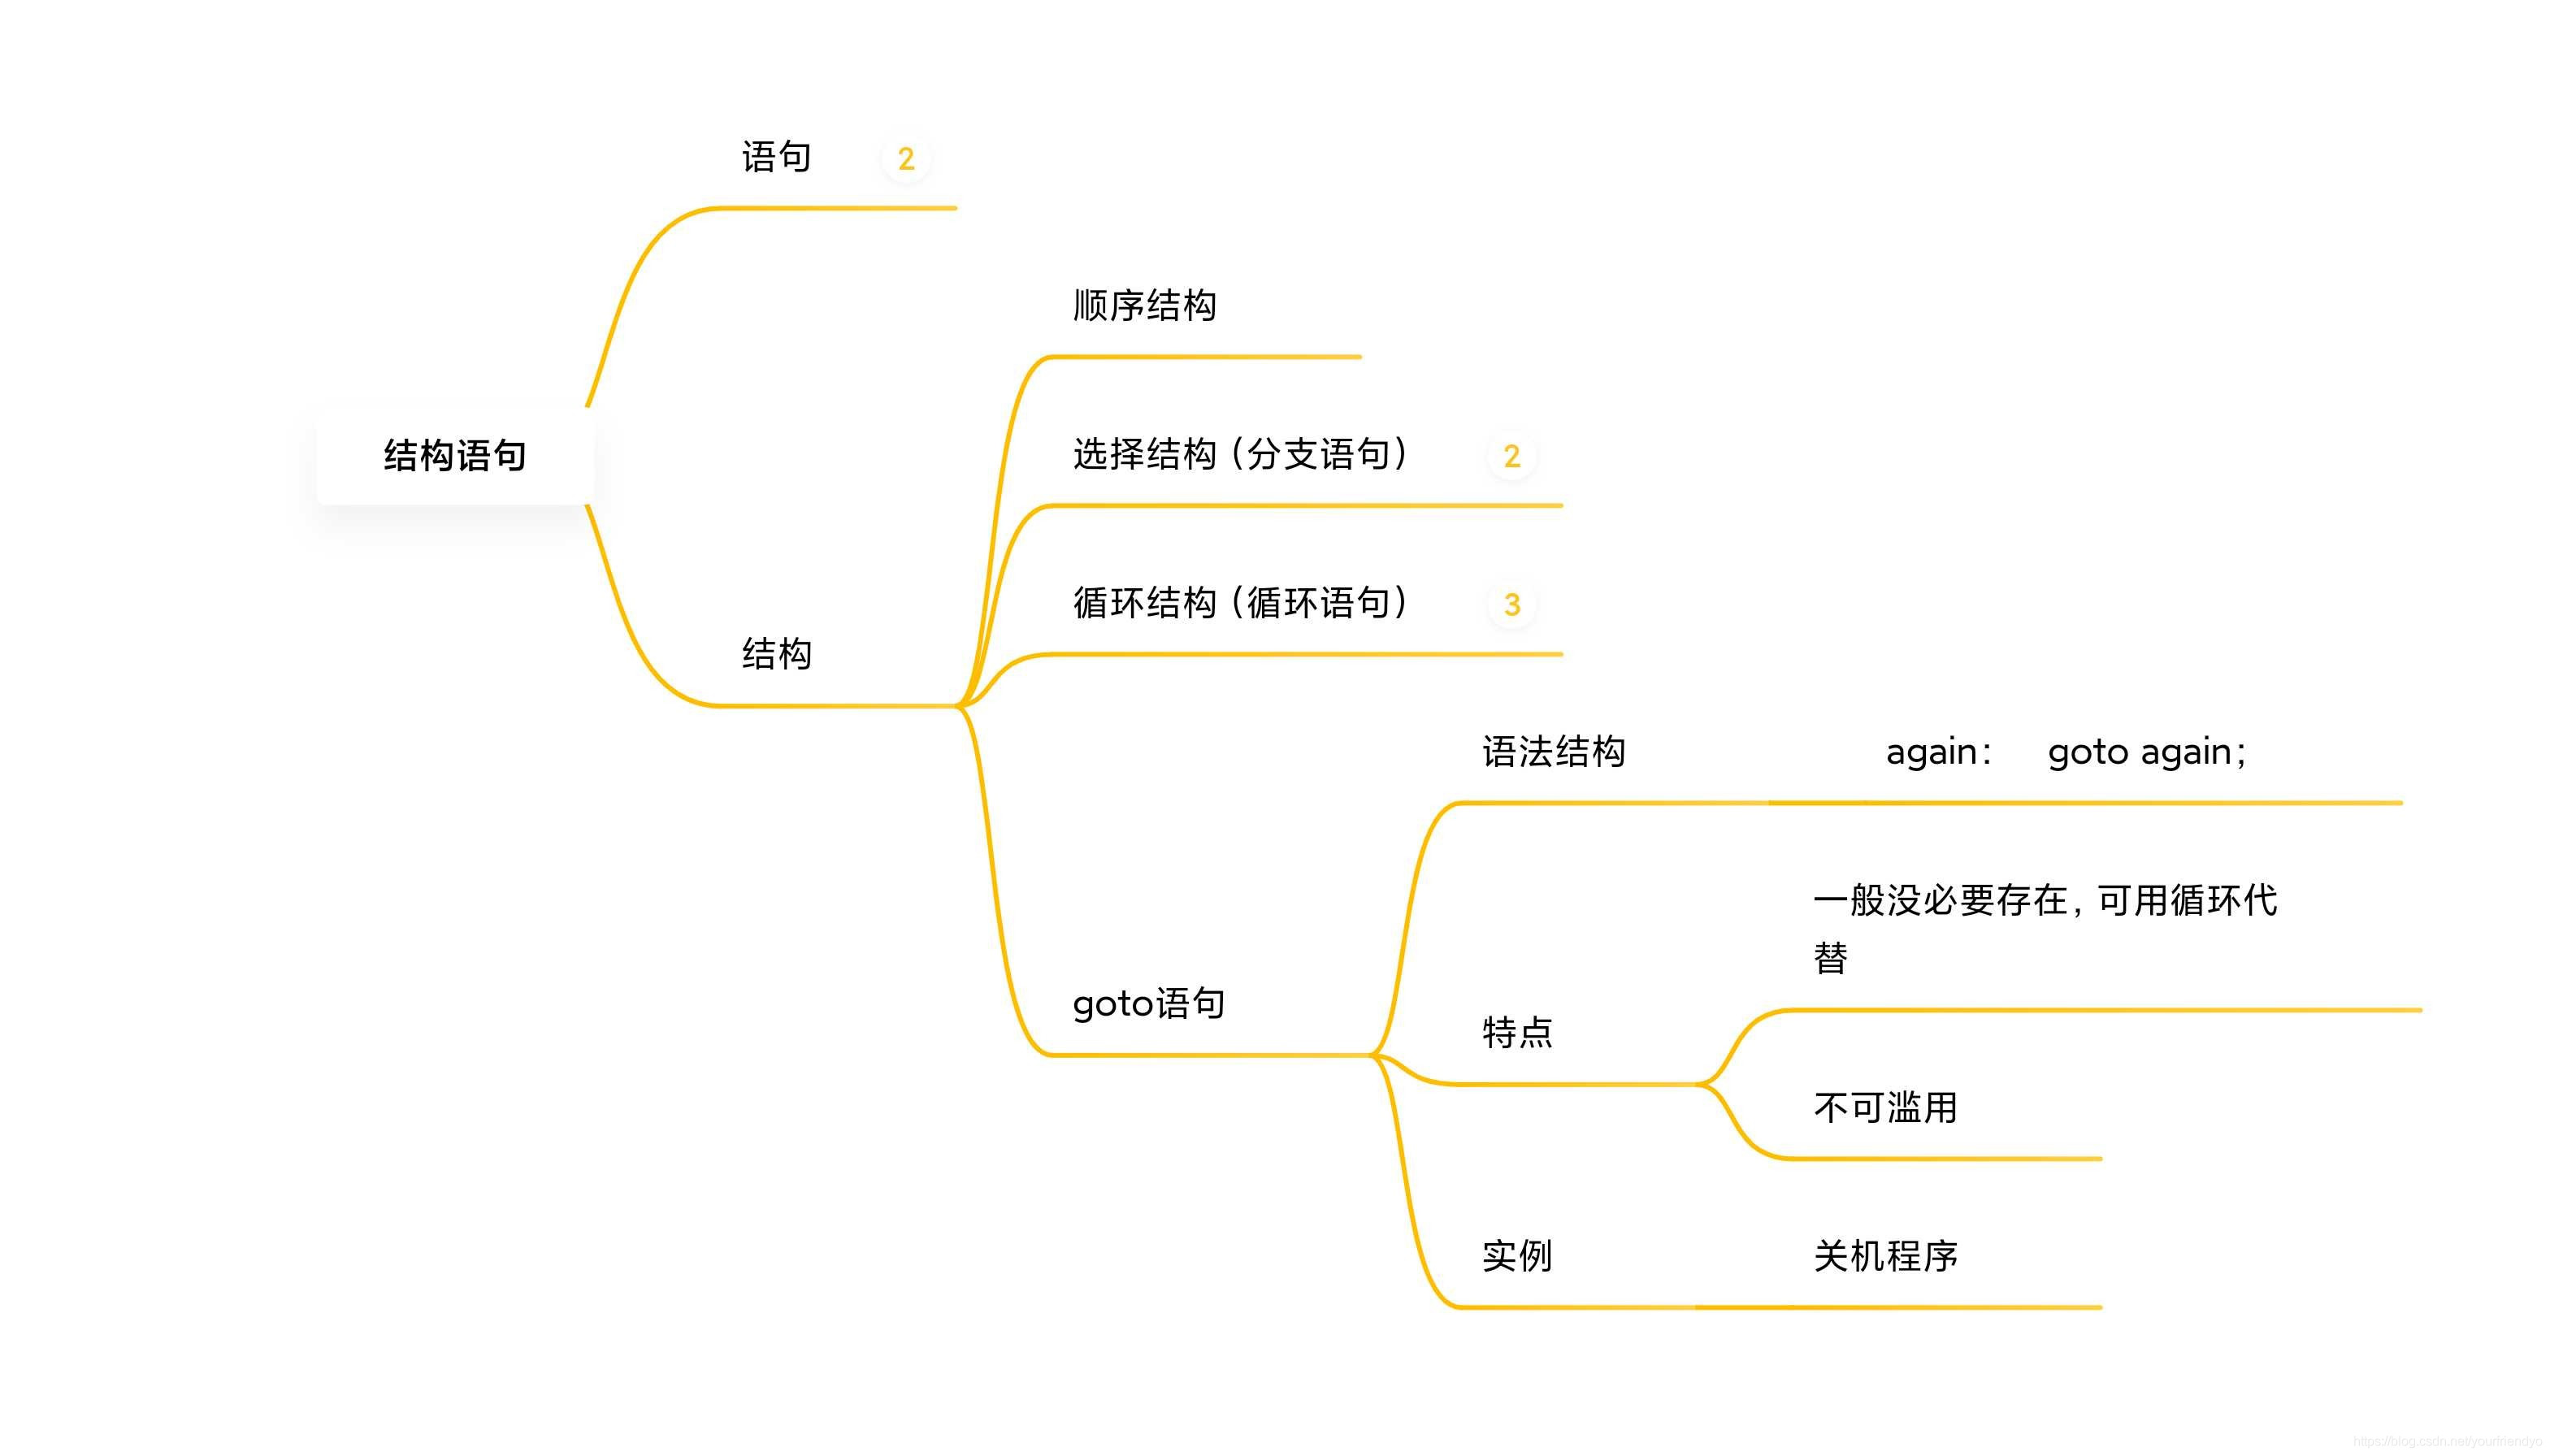 语句 2
顺序结构
选择结构（分支语句） 2
结构语句
循环结构（循环语句） 3
结构
语法结构 again： goto again；
一般没必要存在，可用循环代
替
goto语句
特点
不可滥用
实例 关机程序
https://blog.csdn.net/yourfriendyo